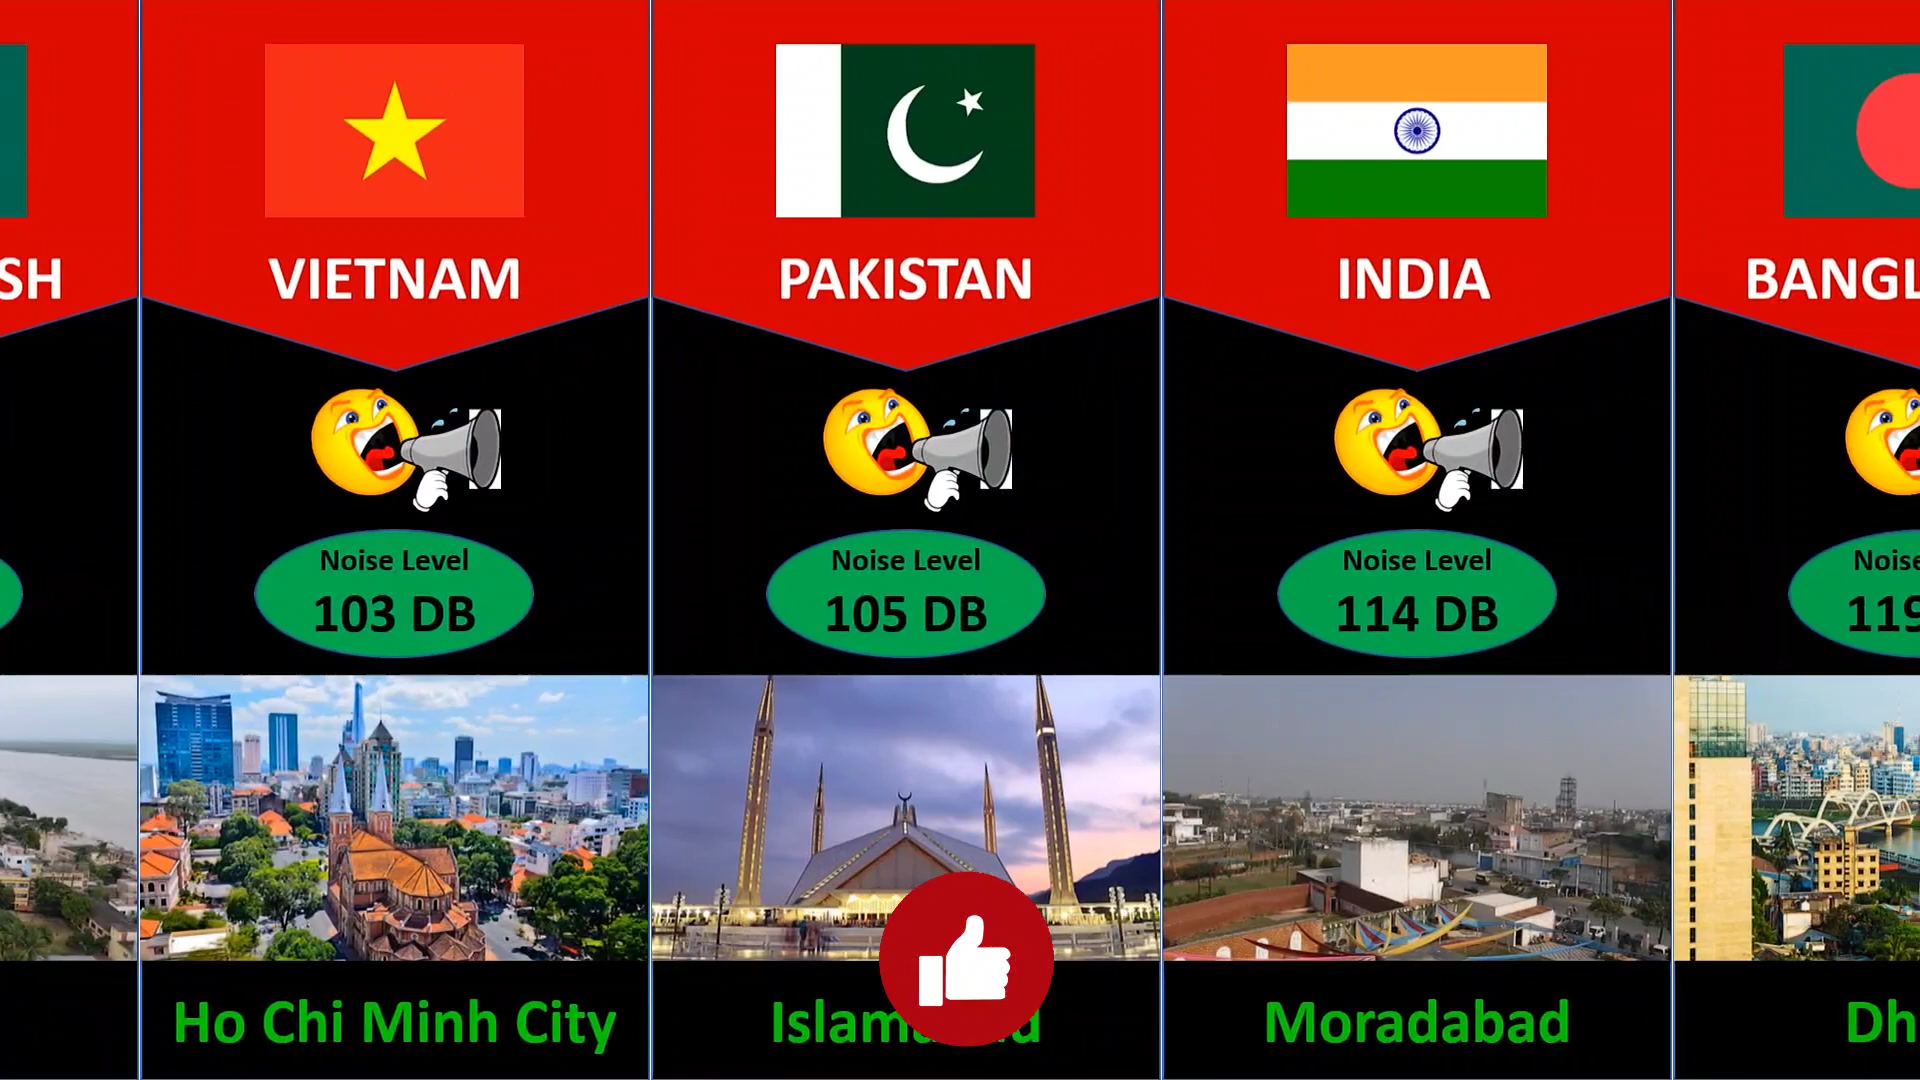 SH
VIETNAM
Noise Level
103 DB
Ho Chi Minh City
PAKISTAN
Noise Level
105 DB
INDIA
Noise Level
114 DB
Moradabad
BANGL
Noise
119
Dh